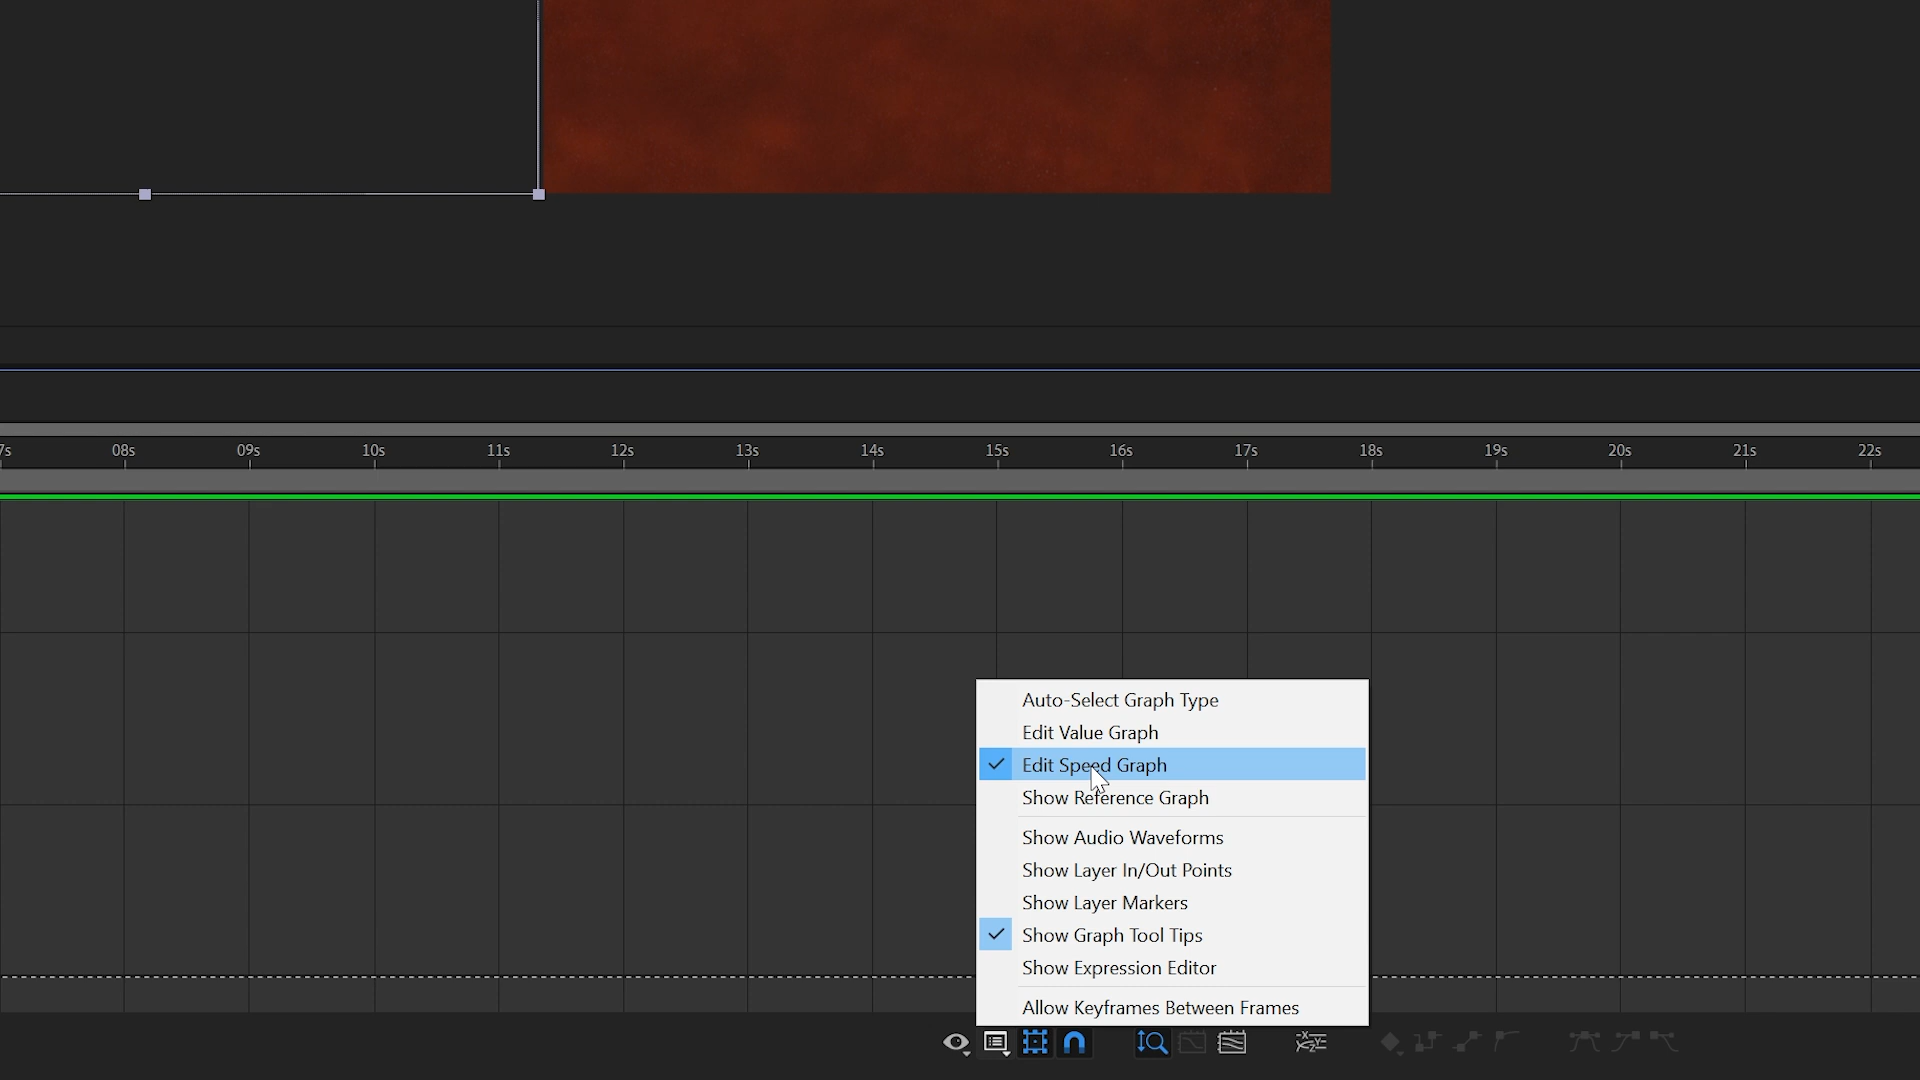 7s 08s 09s 10s 11s 12s 13s 14s 15s 16s 17s 18s 19s 20s 21s 22s
Auto-Select Graph Type
Edit Value Graph
Edit Speed Graph
Show Reference Graph
Show Audio Waveforms
Show Layer In/Out Points
Show Layer Markers
Show Graph Tool Tips
Show Expression Editor
Allow Keyframes Between Frames